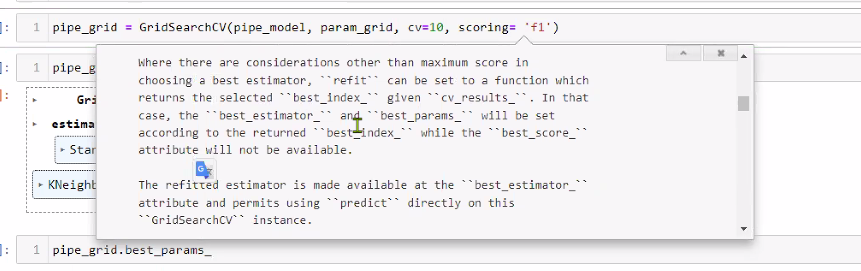 ]: 1 pipe_grid = GridSearchCV(pipe_model, param_grid, cv=10, scoring= 'f1')
Where there are considerations other than maximum score in
choosing a best estimator, ``refit`` can be set to a function which
returns the selected ``best_index_`` given ``cv_results_``. In that
case, the ``best_estimator_`` and ``best_params_`` will be set
according to the returned ``best_index_`` while the ``best_score_``
attribute will not be available.
The refitted estimator is made available at the ``best_estimator_``
attribute and permits using ``predict`` directly on this
``GridSearchCV`` instance.
]: 1 pipe_g
]:
Gri
estima
Stan
KNeighb
]: 1 pipe_grid.best_params_